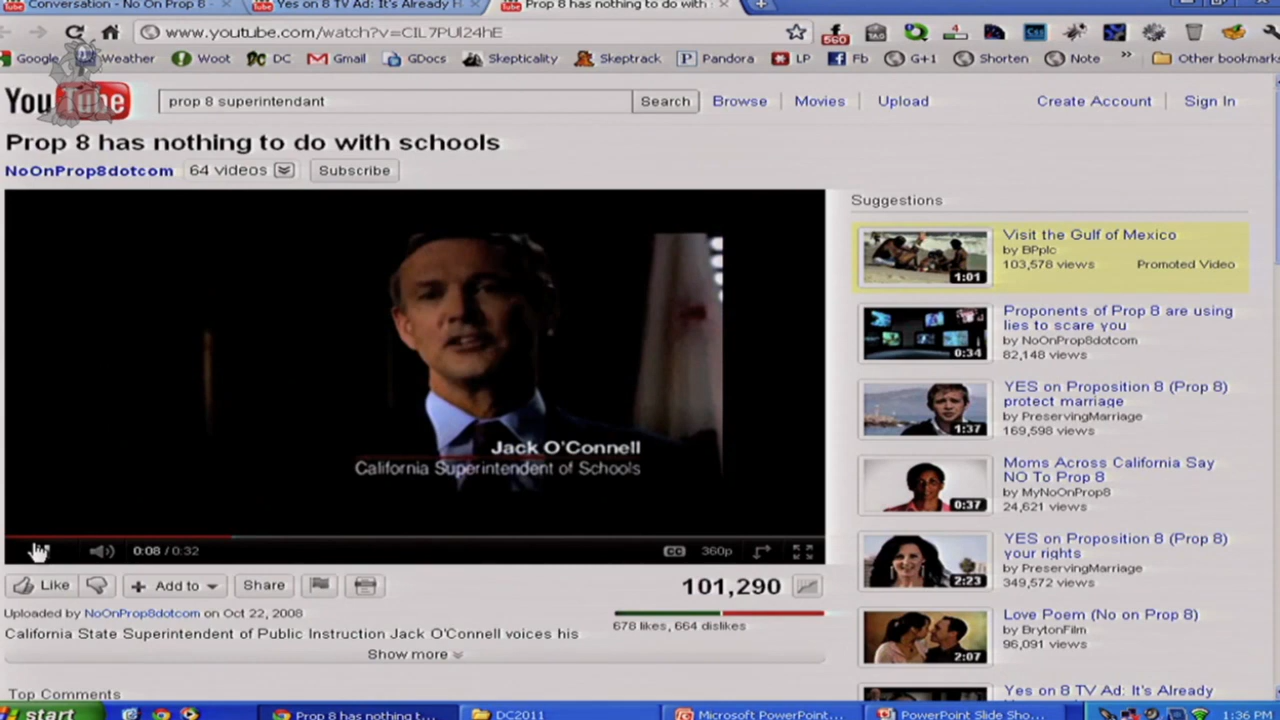 Conversation - No On Prop 8 -
Yes on 8 TV Ad: It's Already H
Prop 8 has nothing to do with
www.youtube.com/watch?v=CIL7PUl24hE
560
Google
Weather
Woot
DC
Gmail
GDocs
Skepticality
Skeptrack
Pandora
LP
Fb
G+1
Shorten
Note
Other bookmarks
YouTube
prop 8 superintendant
Search
Browse
Movies
Upload
Create Account
Sign In
Prop 8 has nothing to do with schools
NoOnProp8dotcom
64 videos
Subscribe
Jack O'Connell
California Superintendent of Schools
0:08 / 0:32
CC
360p
Like
+ Add to
Share
101,290
Uploaded by NoOnProp8dotcom on Oct 22, 2008
678 likes, 664 dislikes
California State Superintendent of Public Instruction Jack O'Connell voices his
Show more
Top Comments
Suggestions
Visit the Gulf of Mexico
by BPplc
103,578 views
Promoted Video
1:01
Proponents of Prop 8 are using
lies to scare you
by NoOnProp8dotcom
82,148 views
0:34
YES on Proposition 8 (Prop 8)
protect marriage
by PreservingMarriage
169,598 views
1:37
Moms Across California Say
NO To Prop 8
by MyNoOnProp8
24,621 views
0:37
YES on Proposition 8 (Prop 8)
your rights
by PreservingMarriage
349,572 views
2:23
Love Poem (No on Prop 8)
by BrytonFilm
96,091 views
2:07
Yes on 8 TV Ad: It's Already
start
Prop 8 has nothing t...
DC2011
Microsoft PowerPoint...
PowerPoint Slide Sho...
1:36 PM